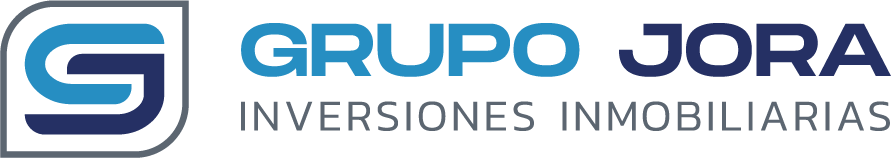 GRUPO JORA
INVERSIONES INMOBILIARIAS